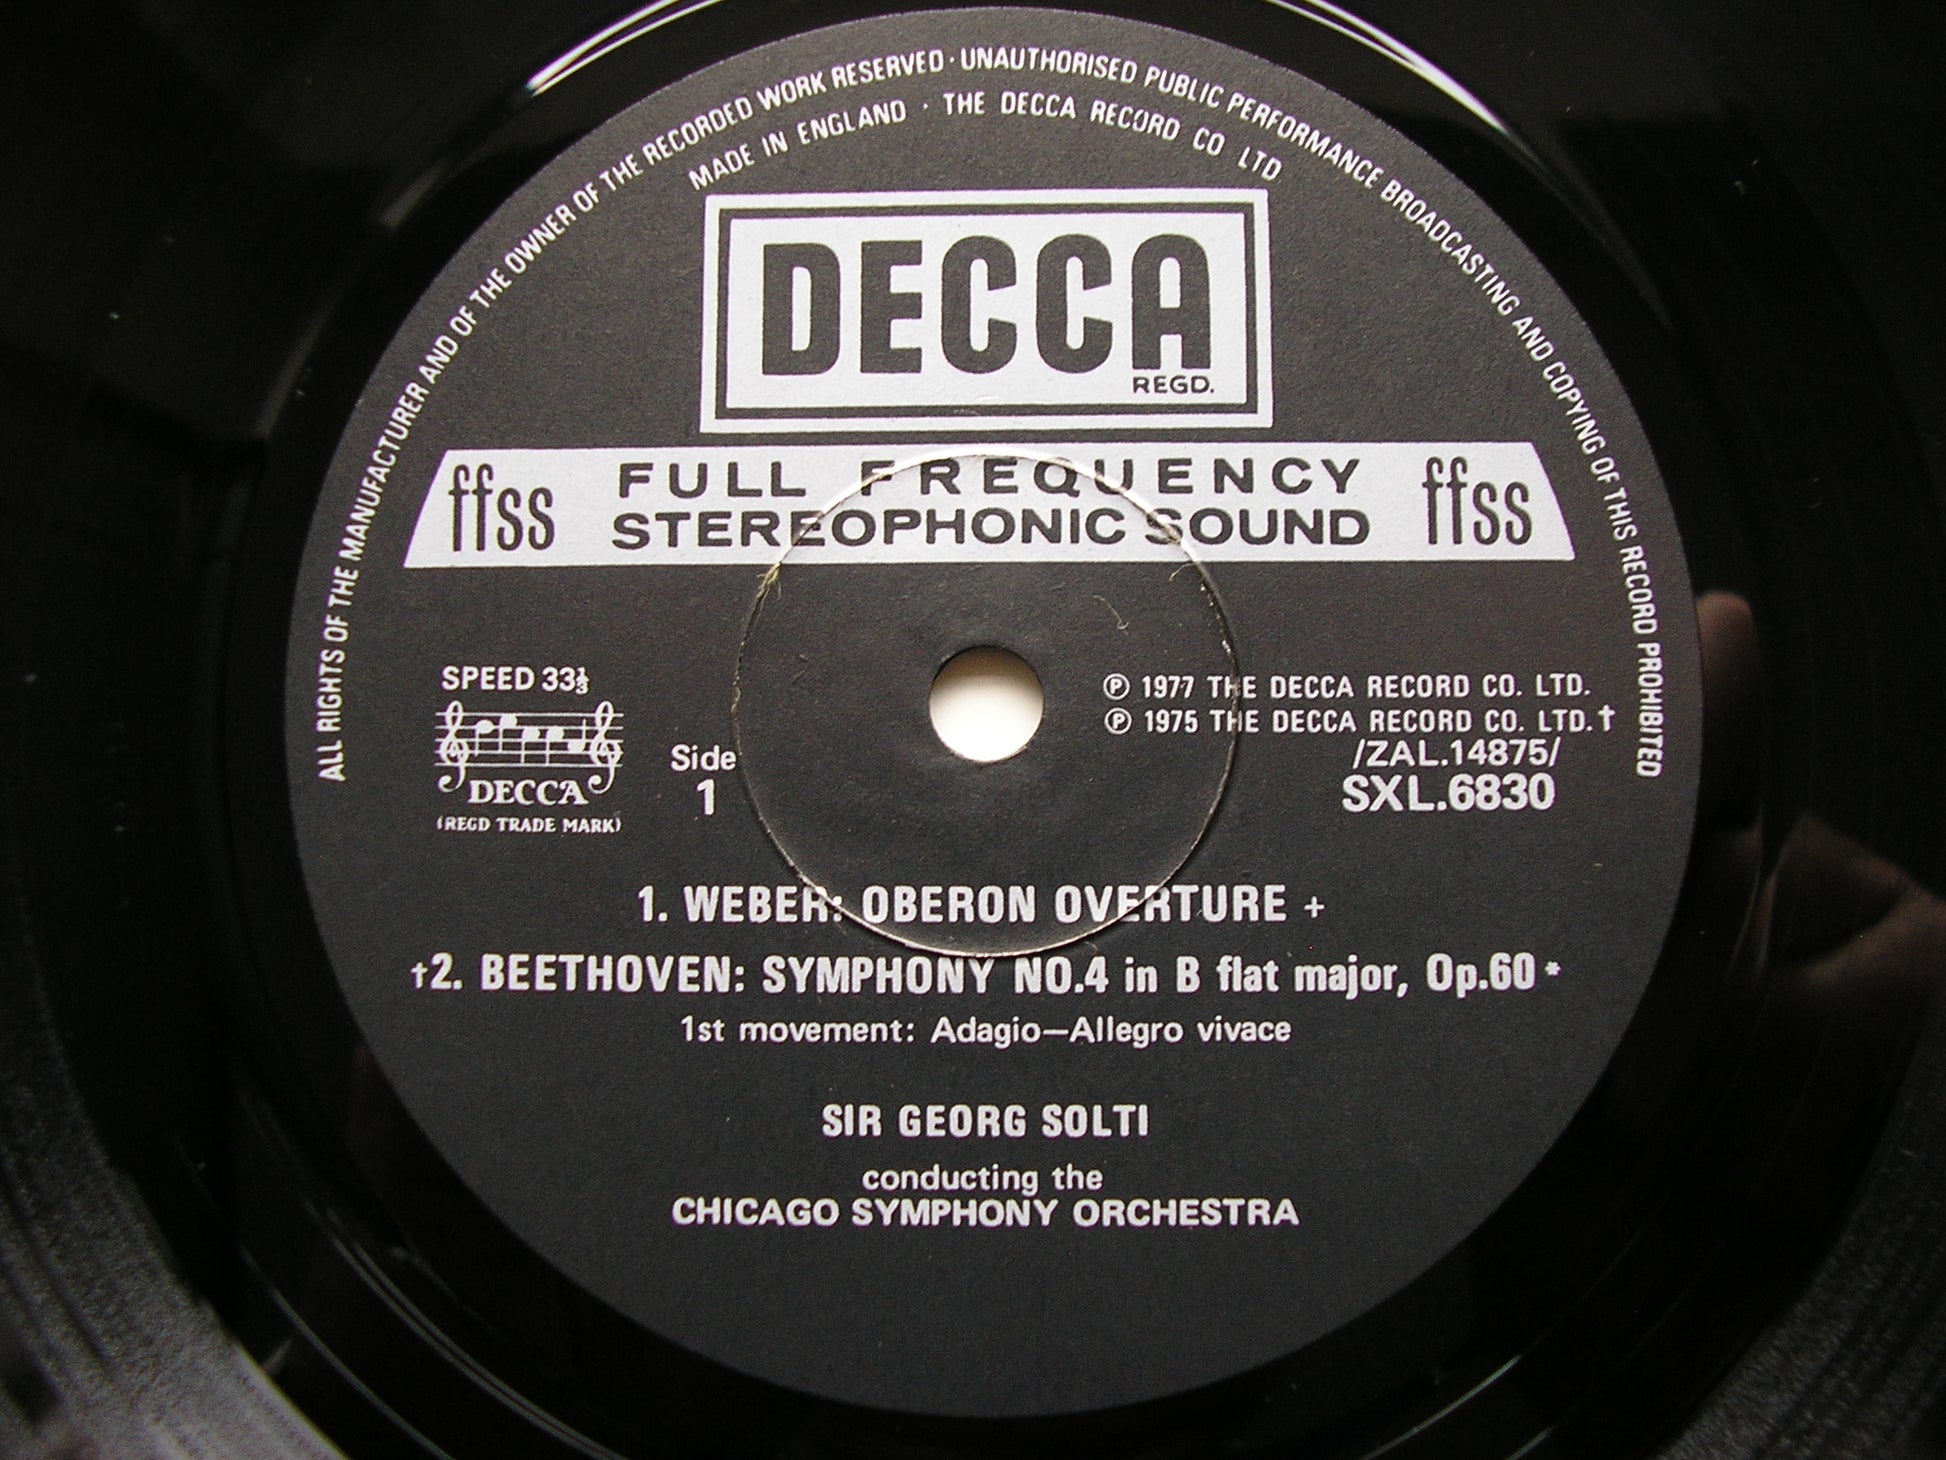 ALL RIGHTS OF THE MANUFACTURER AND OF THE OWNER OF THE RECORDED WORK RESERVED · UNAUTHORISED PUBLIC PERFORMANCE BROADCASTING AND COPYING OF THIS RECORD PROHIBITED
MADE IN ENGLAND · THE DECCA RECORD CO LTD
DECCA
REGD.
ffss FULL FREQUENCY ffss
STEREOPHONIC SOUND
SPEED 33⅓
DECCA
(REGD TRADE MARK)
Side
1
℗ 1977 THE DECCA RECORD CO. LTD.
℗ 1975 THE DECCA RECORD CO. LTD.†
/ZAL.14875/
SXL.6830
1. WEBER: OBERON OVERTURE +
†2. BEETHOVEN: SYMPHONY NO.4 in B flat major, Op.60 *
1st movement: Adagio—Allegro vivace
SIR GEORG SOLTI
conducting the
CHICAGO SYMPHONY ORCHESTRA